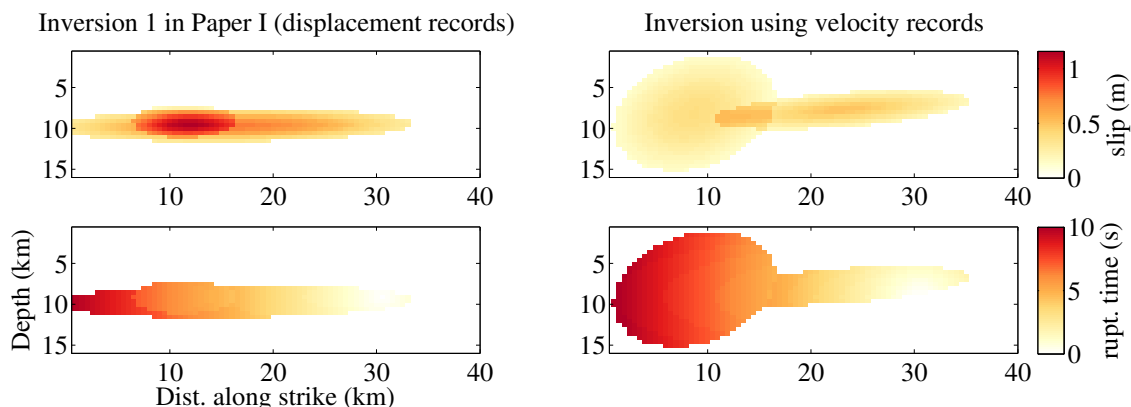 Inversion 1 in Paper I (displacement records)
Inversion using velocity records
5
10
15
10 20 30 40
5
10
15
10 20 30 40
1
0.5
0
slip (m)
5
10
15
10 20 30 40
Depth (km)
Dist. along strike (km)
5
10
15
10 20 30 40
10
5
0
rupt. time (s)